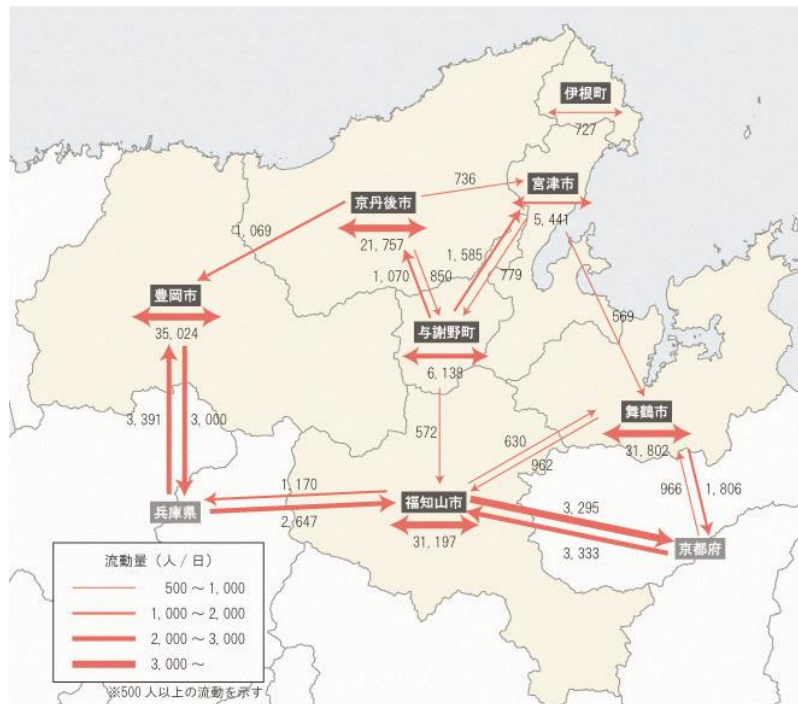 伊根町
727
宮津市
5,441
736
京丹後市
21,757
1,069
1,585
779
1,070
850
豊岡市
35,024
与謝野町
6,138
569
舞鶴市
31,802
3,391
3,000
572
630
962
966
1,806
1,170
福知山市
31,197
3,295
兵庫県
2,647
3,333
京都府
流動量(人/日)
500~1,000
1,000~2,000
2,000~3,000
3,000~
※500人以上の流動を示す